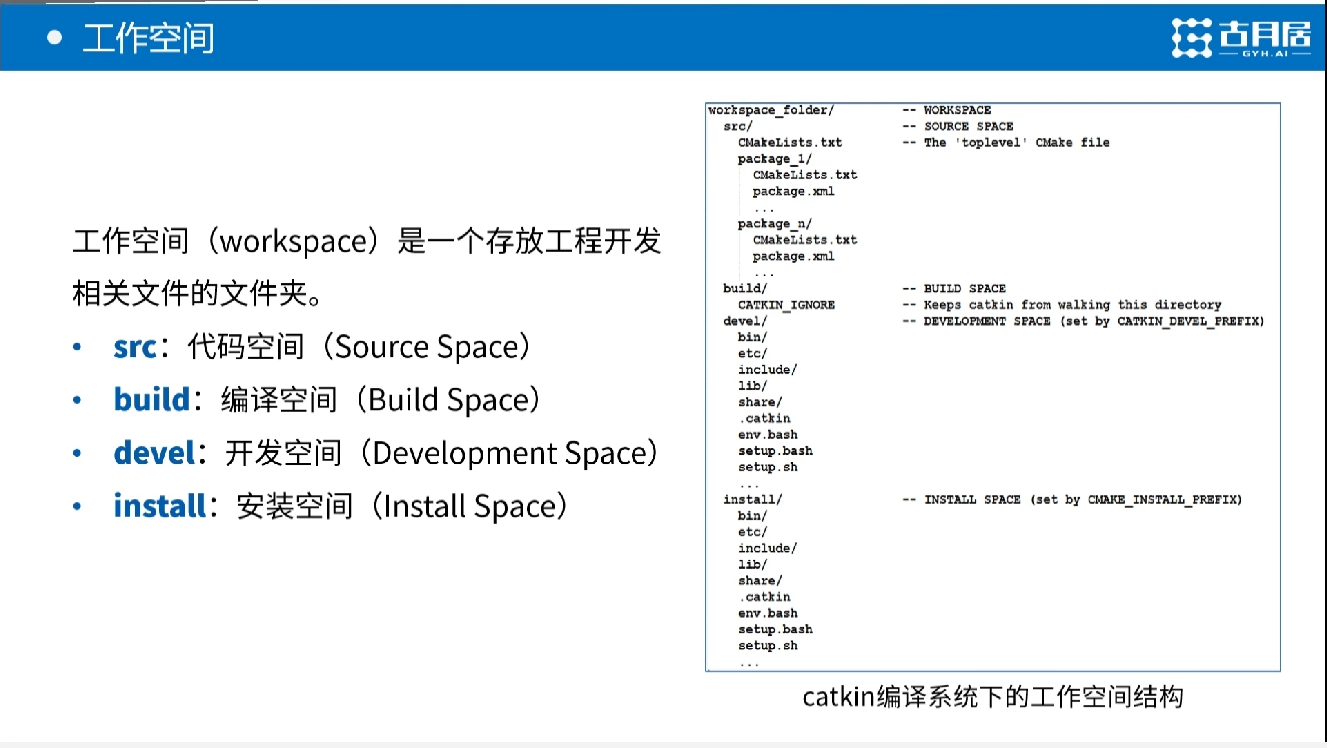 工作空间
古月居
GYH.AI
工作空间（workspace）是一个存放工程开发
相关文件的文件夹。
• src：代码空间（Source Space）
• build：编译空间（Build Space）
• devel：开发空间（Development Space）
• install：安装空间（Install Space）
workspace_folder/ -- WORKSPACE
src/ -- SOURCE SPACE
CMakeLists.txt -- The 'toplevel' CMake file
package_1/
CMakeLists.txt
package.xml
...
package_n/
CMakeLists.txt
package.xml
...
build/ -- BUILD SPACE
CATKIN_IGNORE -- Keeps catkin from walking this directory
devel/ -- DEVELOPMENT SPACE (set by CATKIN_DEVEL_PREFIX)
bin/
etc/
include/
lib/
share/
.catkin
env.bash
setup.bash
setup.sh
...
install/ -- INSTALL SPACE (set by CMAKE_INSTALL_PREFIX)
bin/
etc/
include/
lib/
share/
.catkin
env.bash
setup.bash
setup.sh
...
catkin编译系统下的工作空间结构